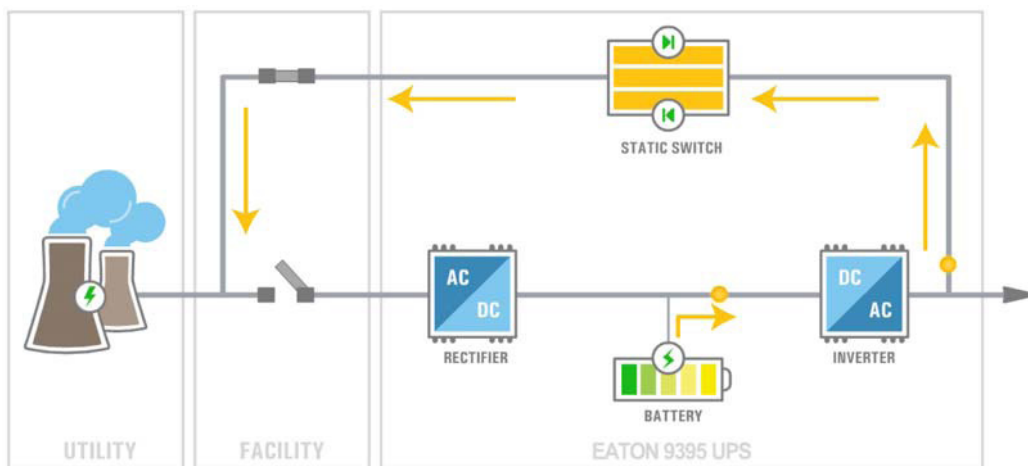 STATIC SWITCH
AC
DC
RECTIFIER
DC
AC
INVERTER
BATTERY
UTILITY
FACILITY
EATON 9395 UPS